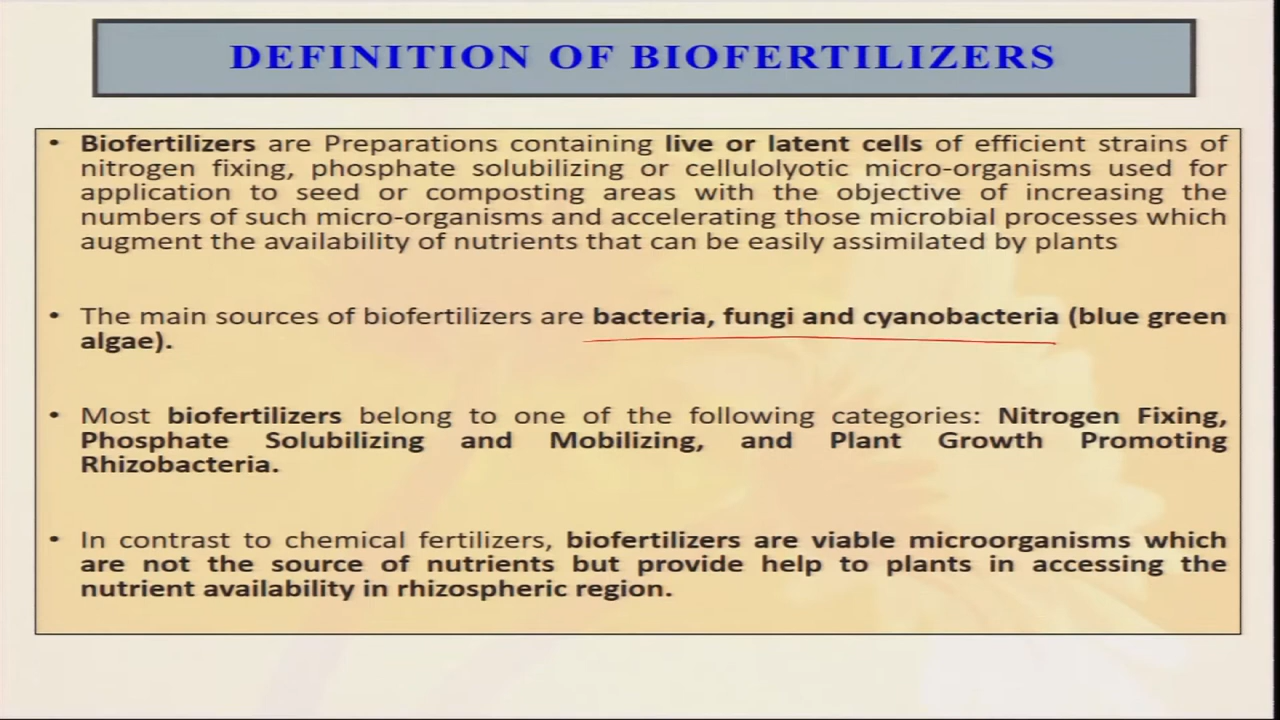 DEFINITION OF BIOFERTILIZERS
• Biofertilizers are Preparations containing live or latent cells of efficient strains of
nitrogen fixing, phosphate solubilizing or cellulolyotic micro-organisms used for
application to seed or composting areas with the objective of increasing the
numbers of such micro-organisms and accelerating those microbial processes which
augment the availability of nutrients that can be easily assimilated by plants
• The main sources of biofertilizers are bacteria, fungi and cyanobacteria (blue green
algae).
• Most biofertilizers belong to one of the following categories: Nitrogen Fixing,
Phosphate Solubilizing and Mobilizing, and Plant Growth Promoting
Rhizobacteria.
• In contrast to chemical fertilizers, biofertilizers are viable microorganisms which
are not the source of nutrients but provide help to plants in accessing the
nutrient availability in rhizospheric region.